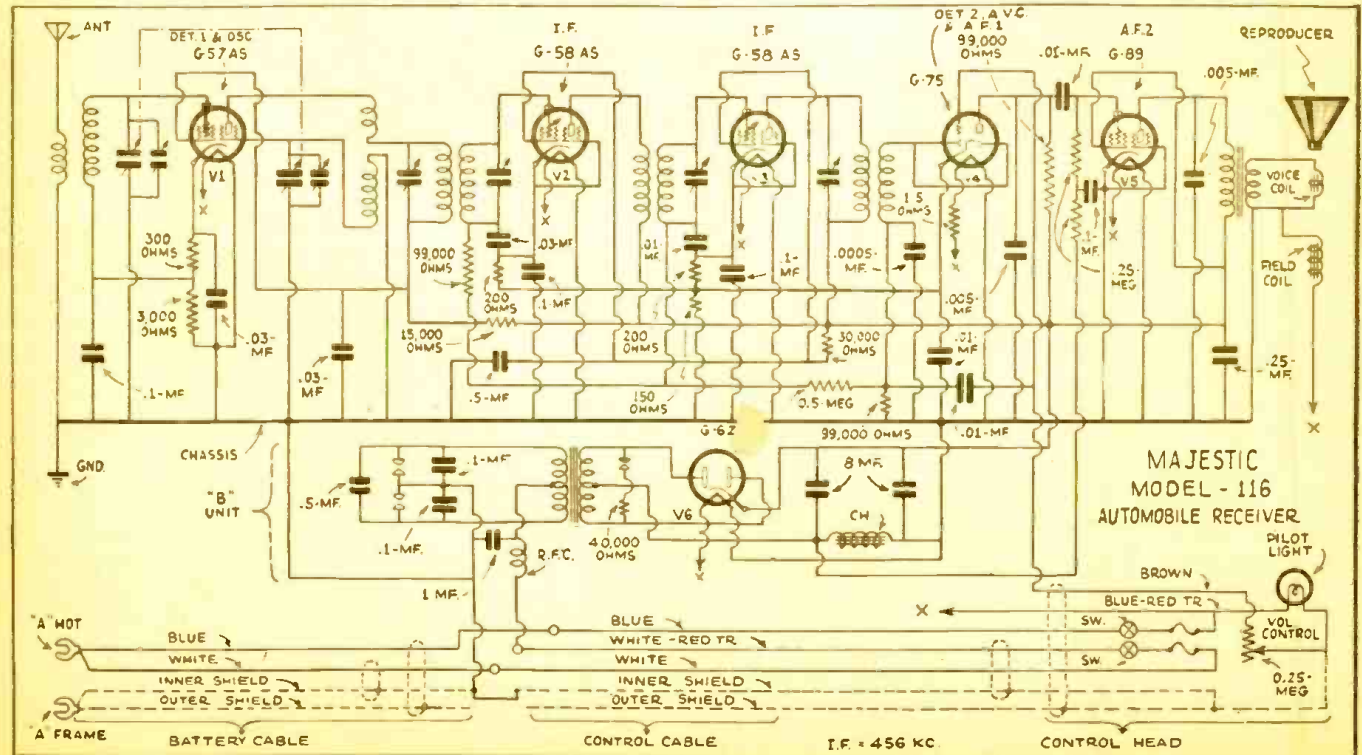 ANT
DET. 1 & OSC
G-57AS
I.F.
G-58 AS
I.F
G-58 AS
DET 2, A.V.C.
A.F.1
99,000
OHMS
G-75
.01-MF.
A.F.2
G-89
.005-MF.
REPRODUCER
V1
V2
V4
V5
VOICE
COIL
FIELD
COIL
X
X
X
X
X
300
OHMS
3,000
OHMS
.03-
MF
.1-MF.
.03-
MF
99,000
OHMS
.03-MF.
200
OHMS
.1-MF
15,000
OHMS
.5-MF
.01-
MF.
.1-
MF.
200
OHMS
150
OHMS
.0005-
MF.
15
OHMS
.005-
MF
30,000
OHMS
.01-
MF
0.5-MEG
99,000 OHMS
.01-MF
.1-
MF.
.25-
MEG
.25-
MF.
X
CHASSIS
GND.
"B"
UNIT
.5-MF.
.1-MF.
.1-MF.
1 MF.
R.F.C.
40,000
OHMS
G-6Z
V6
X
8 MF.
CH
MAJESTIC
MODEL - 116
AUTOMOBILE RECEIVER
PILOT
LIGHT
BROWN
BLUE-RED TR
X
VOL
CONTROL
0.25-
MEG
"A" HOT
BLUE
WHITE
INNER SHIELD
OUTER SHIELD
"A" FRAME
BATTERY CABLE
BLUE
WHITE-RED TR
WHITE
INNER SHIELD
OUTER SHIELD
SW.
SW.
CONTROL CABLE
I.F. = 456 KC.
CONTROL HEAD